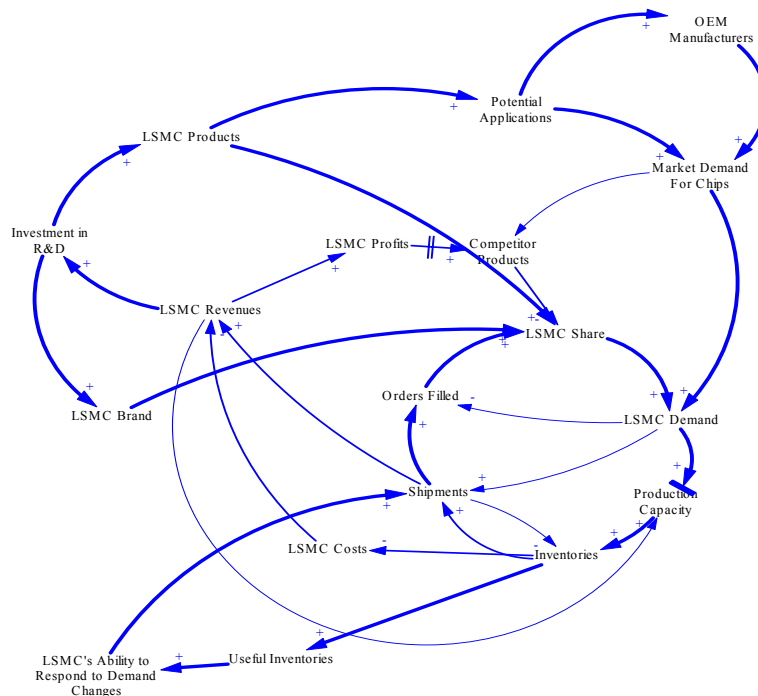 OEM
Manufacturers
+
Potential
Applications
+
LSMC Products
+
+
+
Market Demand
For Chips
Investment in
R&D
LSMC Profits
+
+
Competitor
Products
+
LSMC Revenues
-
+
+
-
LSMC Share
+
+
LSMC Brand
Orders Filled
-
+
+
LSMC Demand
+
+
+
Shipments
+
+
Production
Capacity
+
+
+
LSMC Costs
-
-
Inventories
+
LSMC's Ability to
Respond to Demand
Changes
+
Useful Inventories